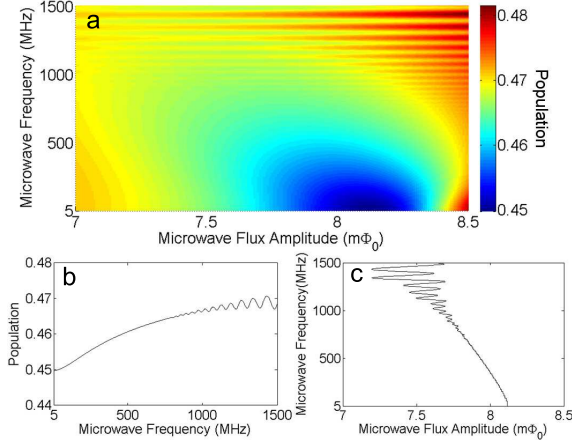 a
1500
1000
500
5
Microwave Frequency (MHz)
7
7.5
8
8.5
Microwave Flux Amplitude (mΦ0)
0.48
0.47
0.46
0.45
Population
b
0.48
0.47
0.46
0.45
0.44
Population
5
500
1000
1500
Microwave Frequency (MHz)
c
1500
1000
500
5
Microwave Frequency(MHz)
7
7.5
8
8.5
Microwave Flux Amplitude (mΦ0)